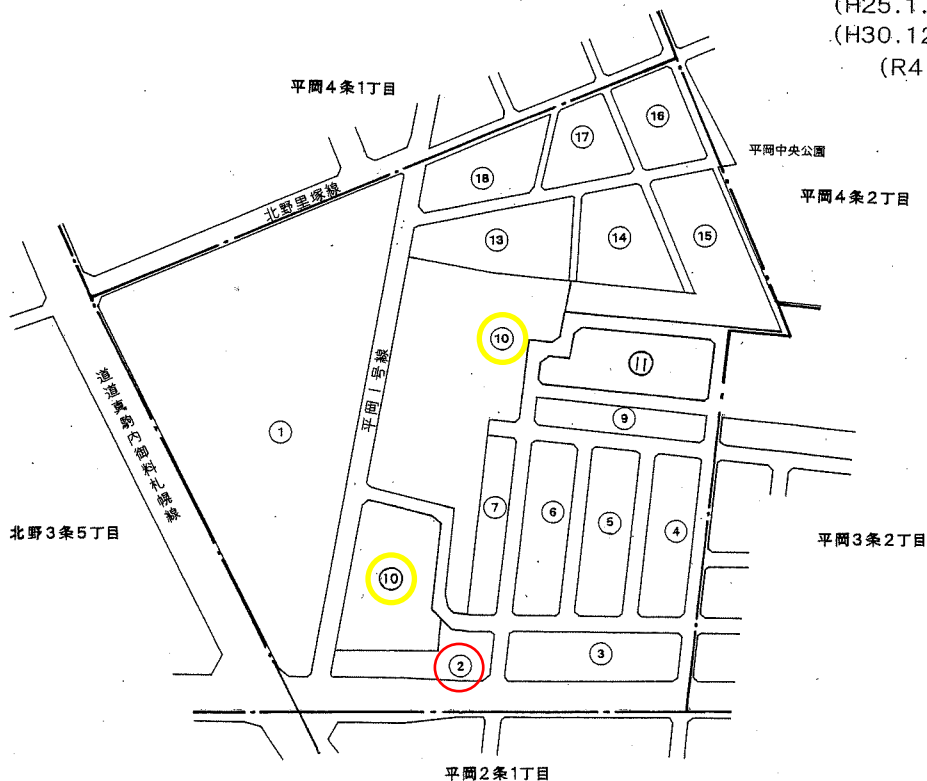 (H25.1.
(H30.12
(R4
平岡4条1丁目
平岡中央公園
平岡4条2丁目
北野里塚線
⑯
⑰
⑱
⑬
⑭
⑮
⑩
⑪
平岡1号線
道道真駒内御料札幌線
①
⑨
⑦
⑥
⑤
④
北野3条5丁目
平岡3条2丁目
⑩
③
②
平岡2条1丁目